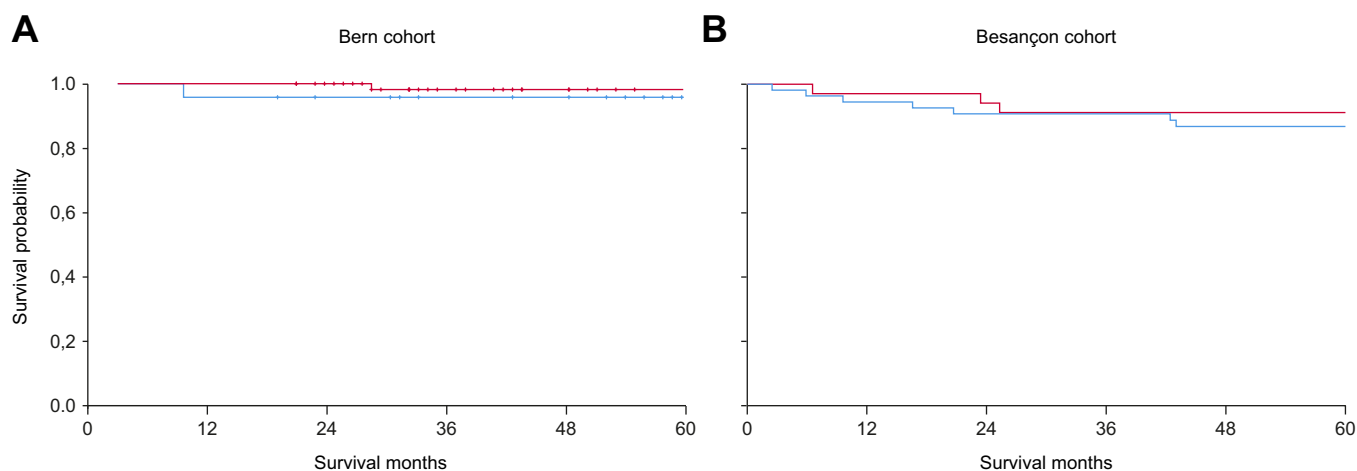 A
Bern cohort
1.0
0,8
0,6
0,4
0,2
0.0
Survival probability
0 12 24 36 48 60
Survival months
B
Besançon cohort
0 12 24 36 48 60
Survival months